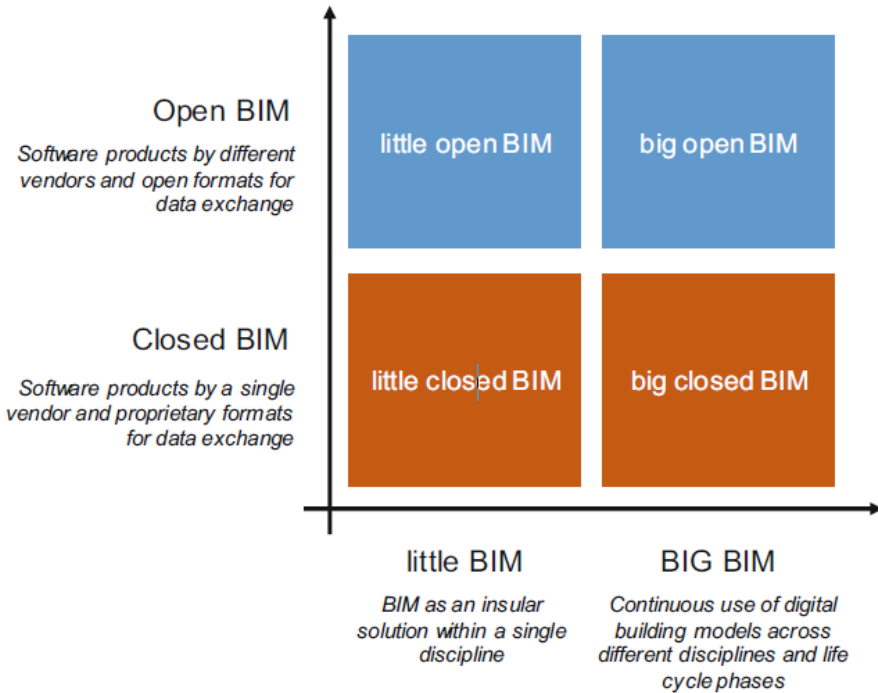 Open BIM
Software products by different
vendors and open formats for
data exchange
little open BIM
big open BIM
Closed BIM
Software products by a single
vendor and proprietary formats
for data exchange
little closed BIM
big closed BIM
little BIM
BIM as an insular
solution within a single
discipline
BIG BIM
Continuous use of digital
building models across
different disciplines and life
cycle phases